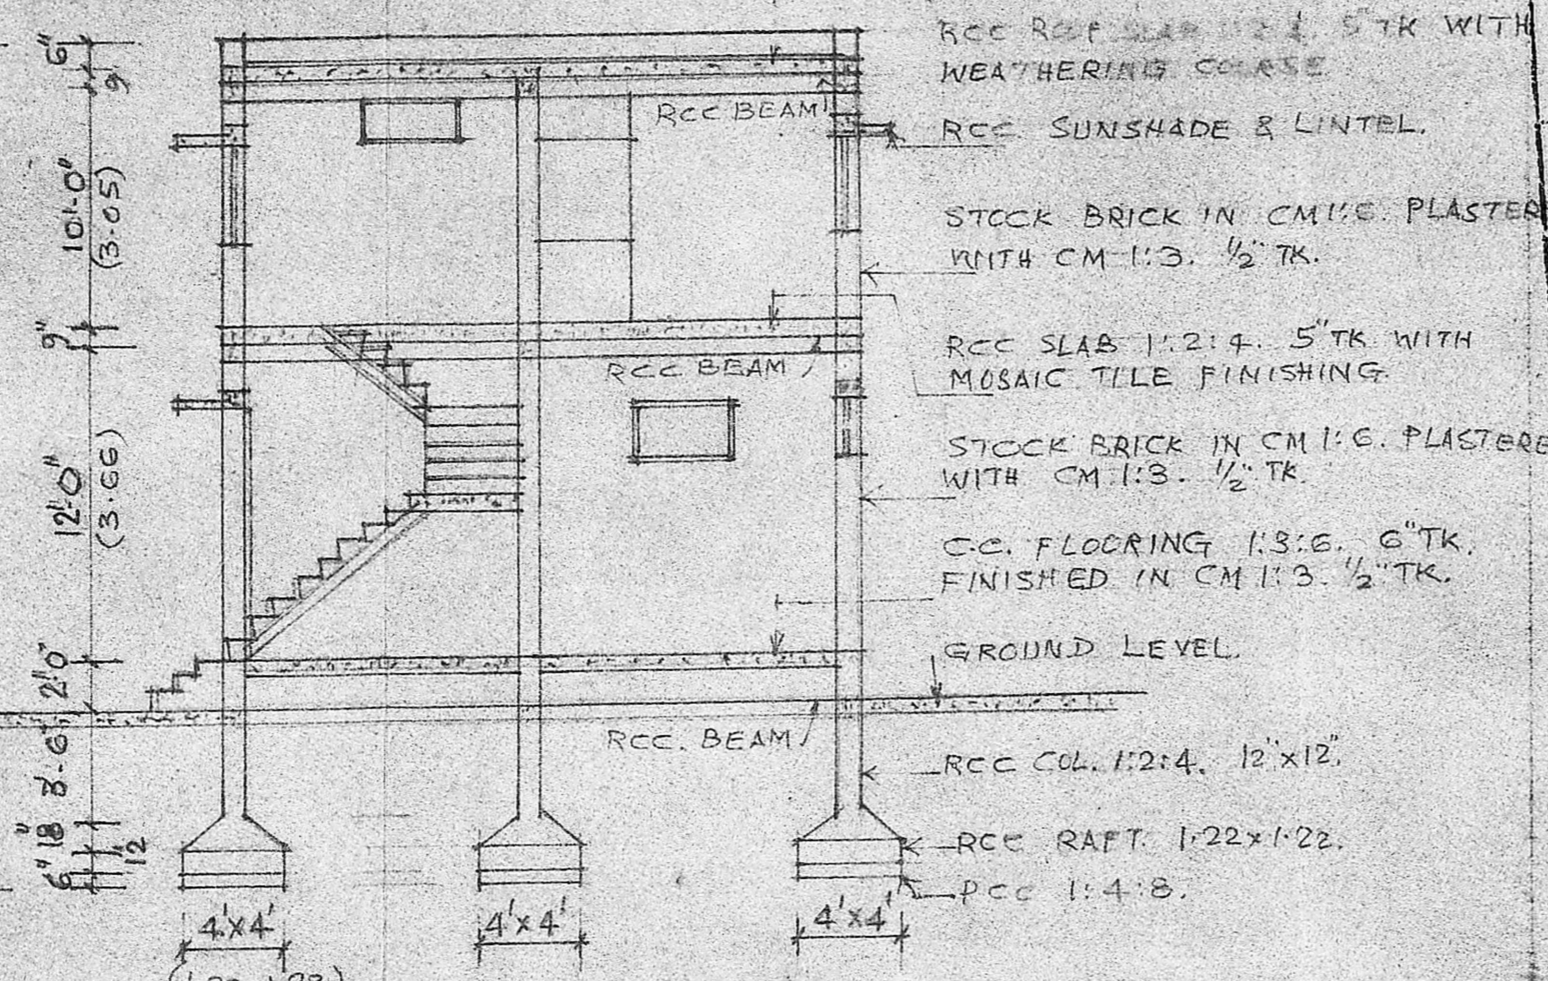 RCC ROOF SLAB 1:2:4. 5"TK WITH
WEATHERING COURSE
RCC BEAM
RCC. SUNSHADE & LINTEL.
STOCK BRICK IN CM 1:6. PLASTER
WITH CM 1:3. ½" TK.
RCC SLAB 1:2:4. 5"TK WITH
MOSAIC TILE FINISHING.
RCC BEAM
STOCK BRICK IN CM 1:6. PLASTERE
WITH CM 1:3. ½" TK.
C.C. FLOORING 1:3:6. 6"TK.
FINISHED IN CM 1:3. ½" TK.
GROUND LEVEL.
RCC. BEAM
RCC COL. 1:2:4. 12"x12".
RCC RAFT. 1.22x1.22.
PCC 1:4:8.
6"
9
10'-0"
(3.05)
9"
12'-0"
(3.66)
2'-0"
3'-6"
18"
12
6"
4'x4'
4'x4'
4'x4'